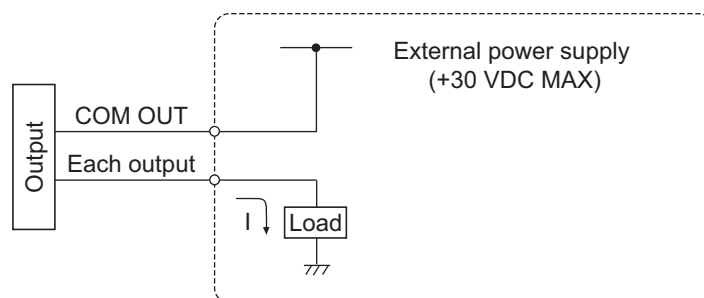 External power supply
(+30 VDC MAX)
COM OUT
Output
Each output
I
Load